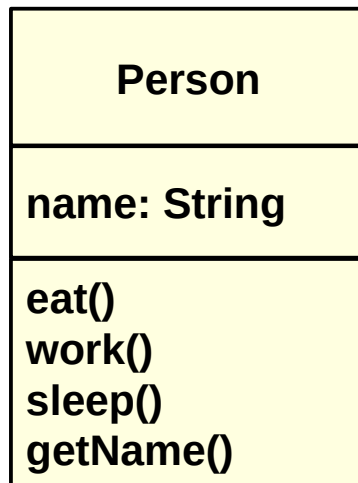 Person
name: String
eat()
work()
sleep()
getName()